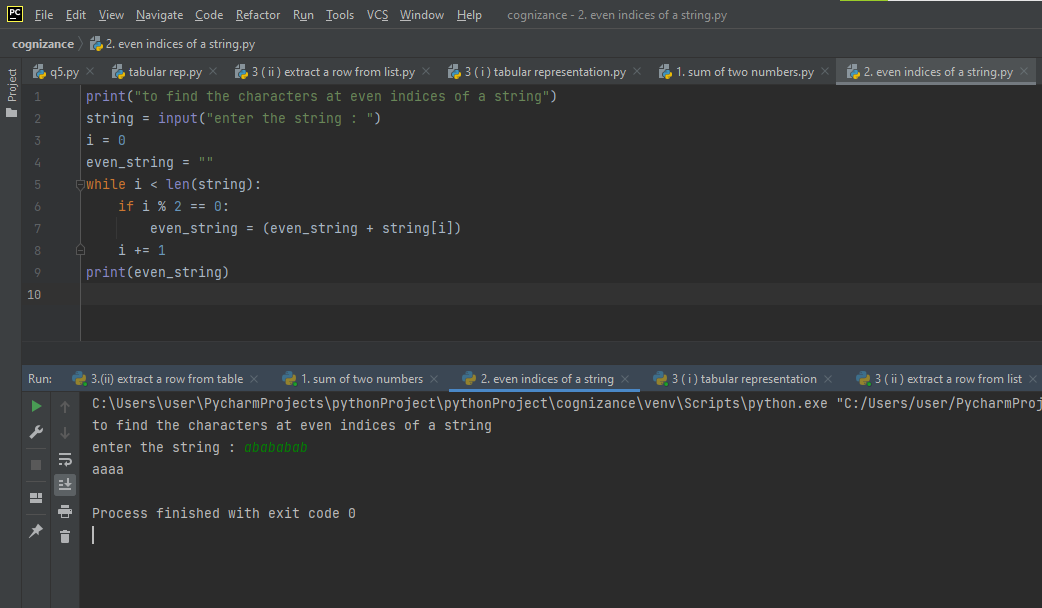 PC File Edit View Navigate Code Refactor Run Tools VCS Window Help cognizance - 2. even indices of a string.py
cognizance 2. even indices of a string.py
Project
q5.py tabular rep.py 3 ( ii ) extract a row from list.py 3 ( i ) tabular representation.py 1. sum of two numbers.py 2. even indices of a string.py
1 print("to find the characters at even indices of a string")
2 string = input("enter the string : ")
3 i = 0
4 even_string = ""
5 while i < len(string):
6 if i % 2 == 0:
7 even_string = (even_string + string[i])
8 i += 1
9 print(even_string)
10
Run: 3.(ii) extract a row from table 1. sum of two numbers 2. even indices of a string 3 ( i ) tabular representation 3 ( ii ) extract a row from list
C:\Users\user\PycharmProjects\pythonProject\pythonProject\cognizance\venv\Scripts\python.exe "C:/Users/user/PycharmProj
to find the characters at even indices of a string
enter the string : abababab
aaaa
Process finished with exit code 0